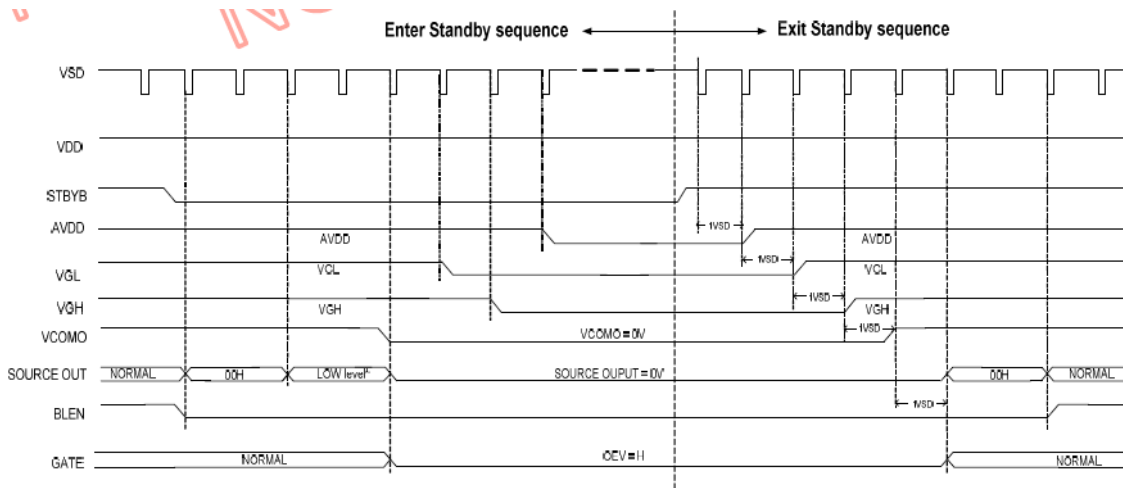 Enter Standby sequence
Exit Standby sequence
VSD
VDD
STBYB
AVDD
AVDD
1VSD
AVDD
VGL
VCL
1VSD
VCL
VGH
VGH
1VSD
VGH
VCOMO
VCOMO = 0V
1VSD
SOURCE OUT
NORMAL
00H
LOW level
SOURCE OUPUT = 0V
00H
NORMAL
BLEN
1VSD
GATE
NORMAL
OEV = H
NORMAL